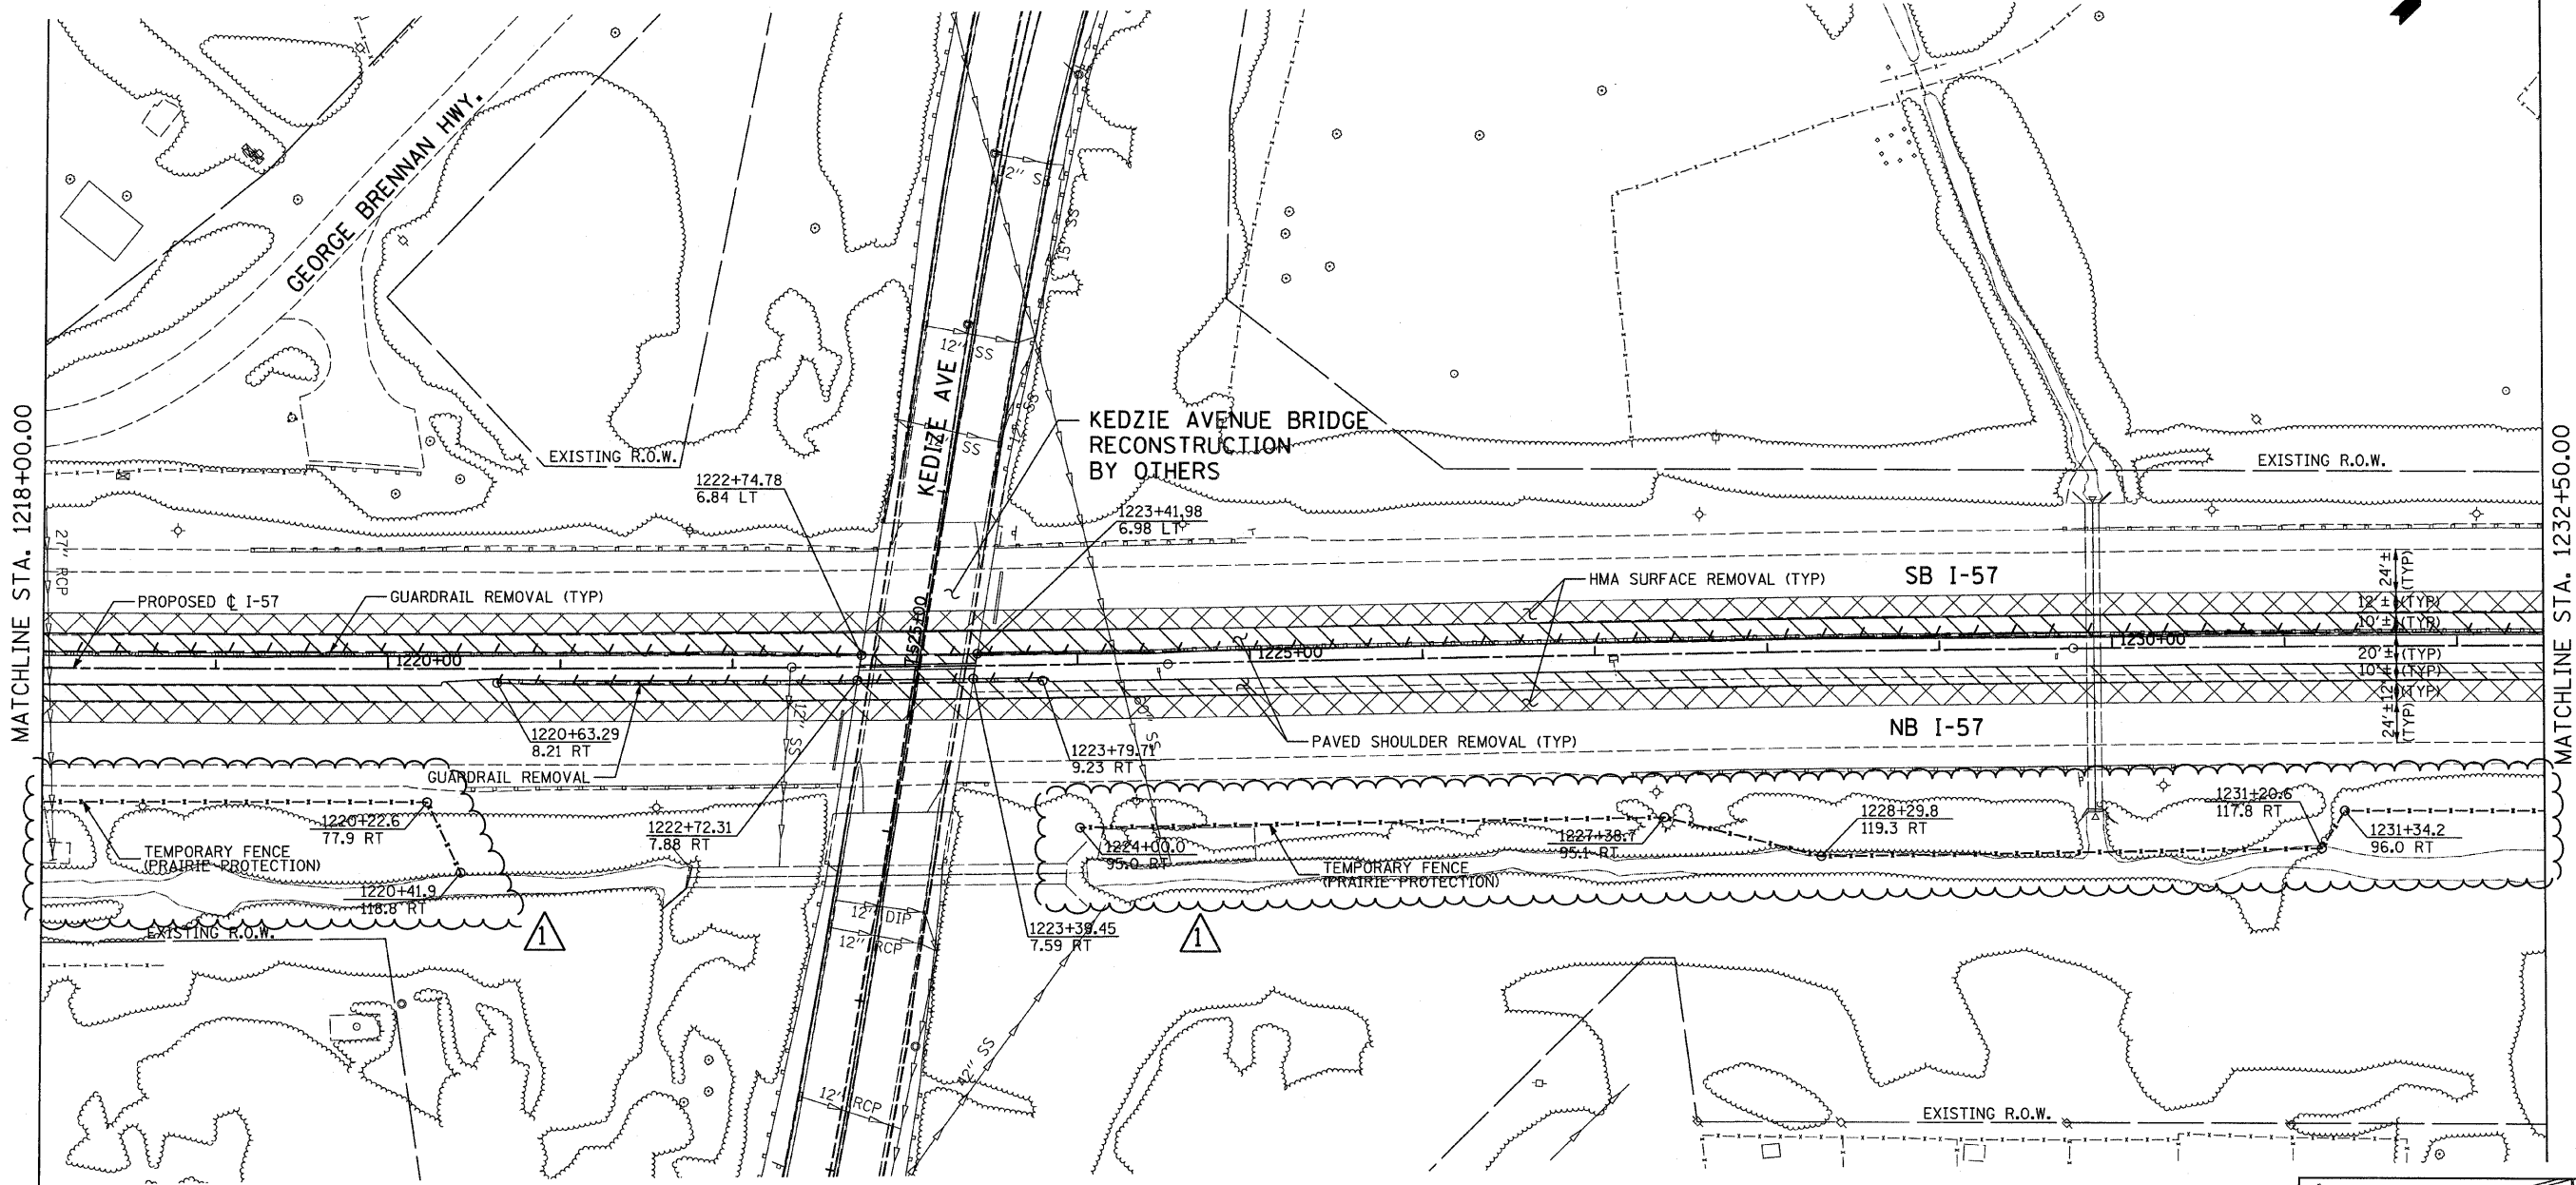 MATCHLINE STA. 1218+00.00
MATCHLINE STA. 1232+50.00
GEORGE BRENNAN HWY.
KEDIZE AVE
12" SS
15" SS
12" SS
12" SS
SS
KEDZIE AVENUE BRIDGE
RECONSTRUCTION
BY OTHERS
EXISTING R.O.W.
EXISTING R.O.W.
1222+74.78
6.84 LT
1223+41.98
6.98 LT
27" RCP
PROPOSED ℄ I-57
GUARDRAIL REMOVAL (TYP)
HMA SURFACE REMOVAL (TYP)
SB I-57
24'±
(TYP)
12'±(TYP)
10'±(TYP)
20'±(TYP)
10'±(TYP)
12'±(TYP)
24'±
(TYP)
1220+00
1225+00
1230+00
1220+63.29
8.21 RT
12" SS
GUARDRAIL REMOVAL
1223+79.71
9.23 RT
PAVED SHOULDER REMOVAL (TYP)
NB I-57
1220+22.6
77.9 RT
1222+72.31
7.88 RT
TEMPORARY FENCE
(PRAIRIE PROTECTION)
1220+41.9
118.8 RT
1224+00.0
95.0 RT
1227+38.7
95.1 RT
1228+29.8
119.3 RT
1231+20.6
117.8 RT
1231+34.2
96.0 RT
TEMPORARY FENCE
(PRAIRIE PROTECTION)
EXISTING R.O.W.
1
12" DIP
12" RCP
1223+39.45
7.59 RT
1
42" SS
12" RCP
EXISTING R.O.W.